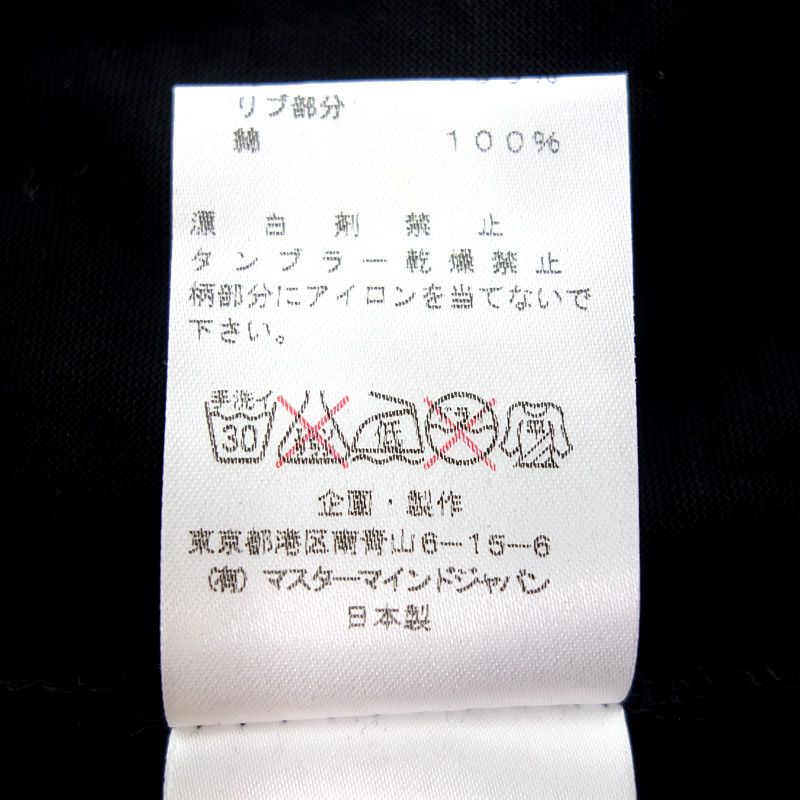 リブ部分
綿 100%
漂白剤禁止
タンブラー乾燥禁止
柄部分にアイロンを当てないで
下さい。
手洗イ
30 低
企画・製作
東京都港区南青山6-15-6
(有)マスターマインドジャパン
日本製